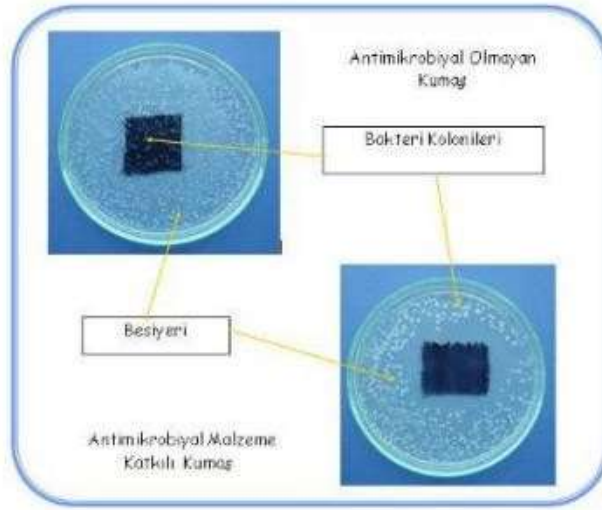 Antimikrobiyal Olmayan
Kumaş
Bakteri Kolonileri
Besiyeri
Antimikrobiyal Malzeme
Katkılı Kumaş